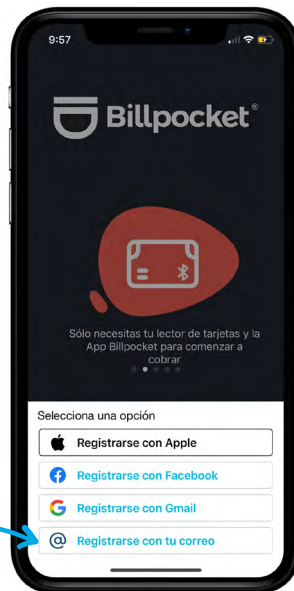 9:57
Billpocket®
Sólo necesitas tu lector de tarjetas y la
App Billpocket para comenzar a
cobrar
Selecciona una opción
Registrarse con Apple
Registrarse con Facebook
Registrarse con Gmail
@ Registrarse con tu correo